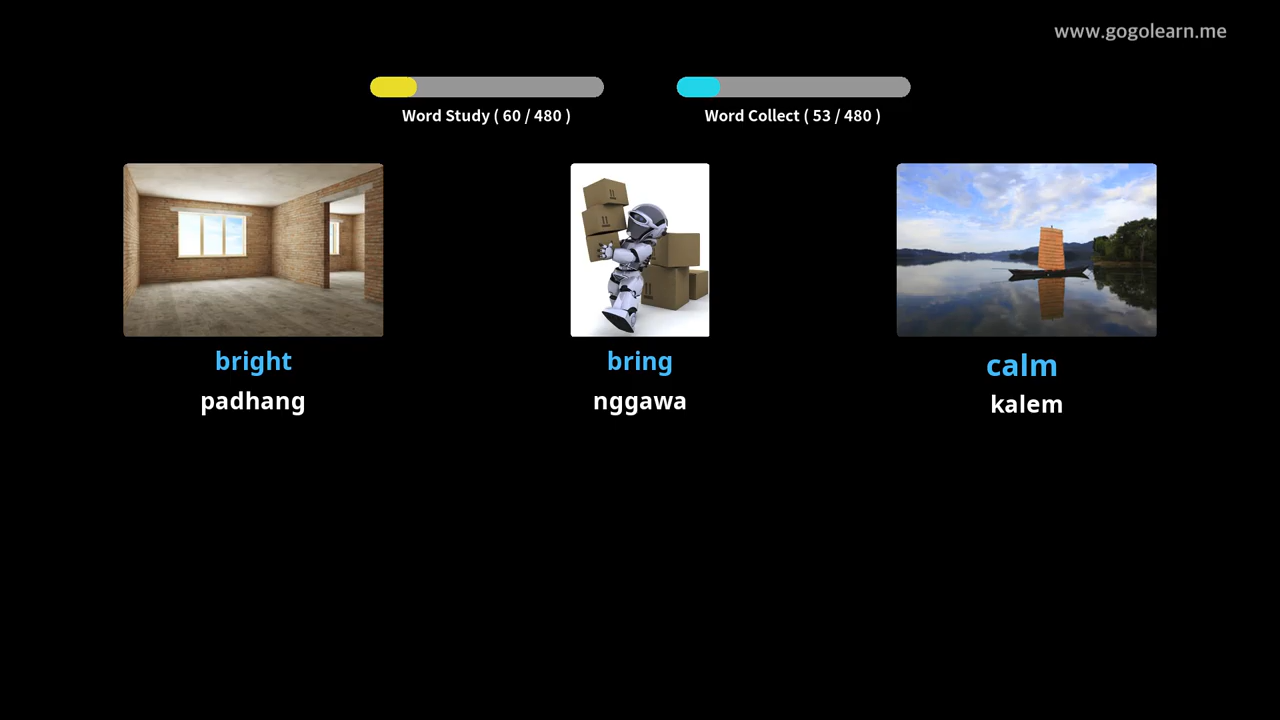 www.gogolearn.me
Word Study ( 60 / 480 )
Word Collect ( 53 / 480 )
bright
padhang
bring
nggawa
calm
kalem